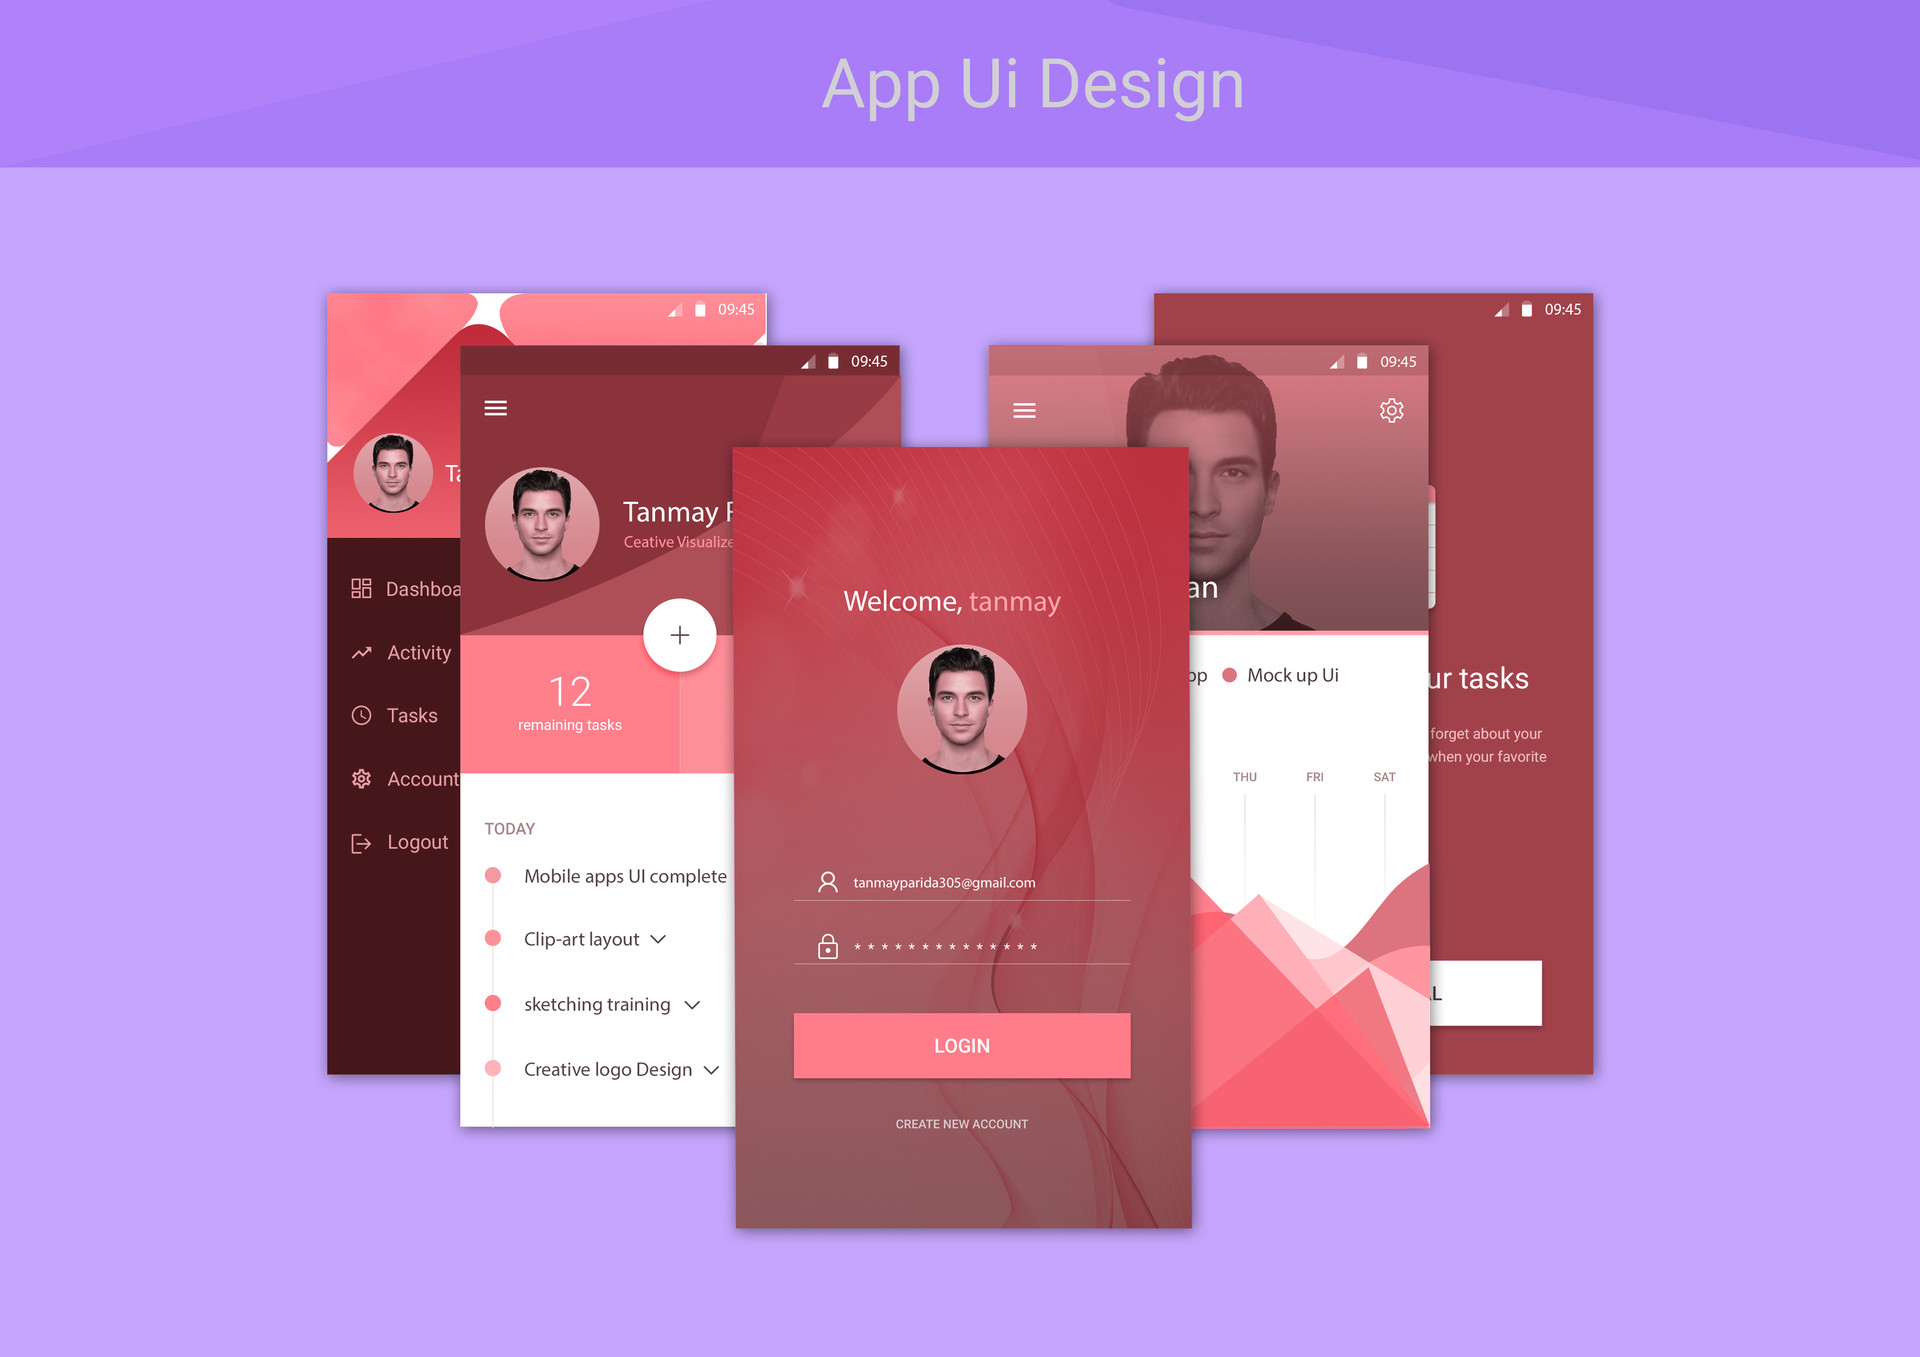 App Ui Design
09:45
Dashboa
Activity
Tasks
Account
Logout
09:45
Tanmay
Ceative Visualize
12
remaining tasks
TODAY
Mobile apps UI complete
Clip-art layout
sketching training
Creative logo Design
Welcome, tanmay
tanmayparida305@gmail.com
* * * * * * * * * * * * * *
LOGIN
CREATE NEW ACCOUNT
09:45
an
Mock up Ui
THU FRI SAT
09:45
ur tasks
forget about your
when your favorite